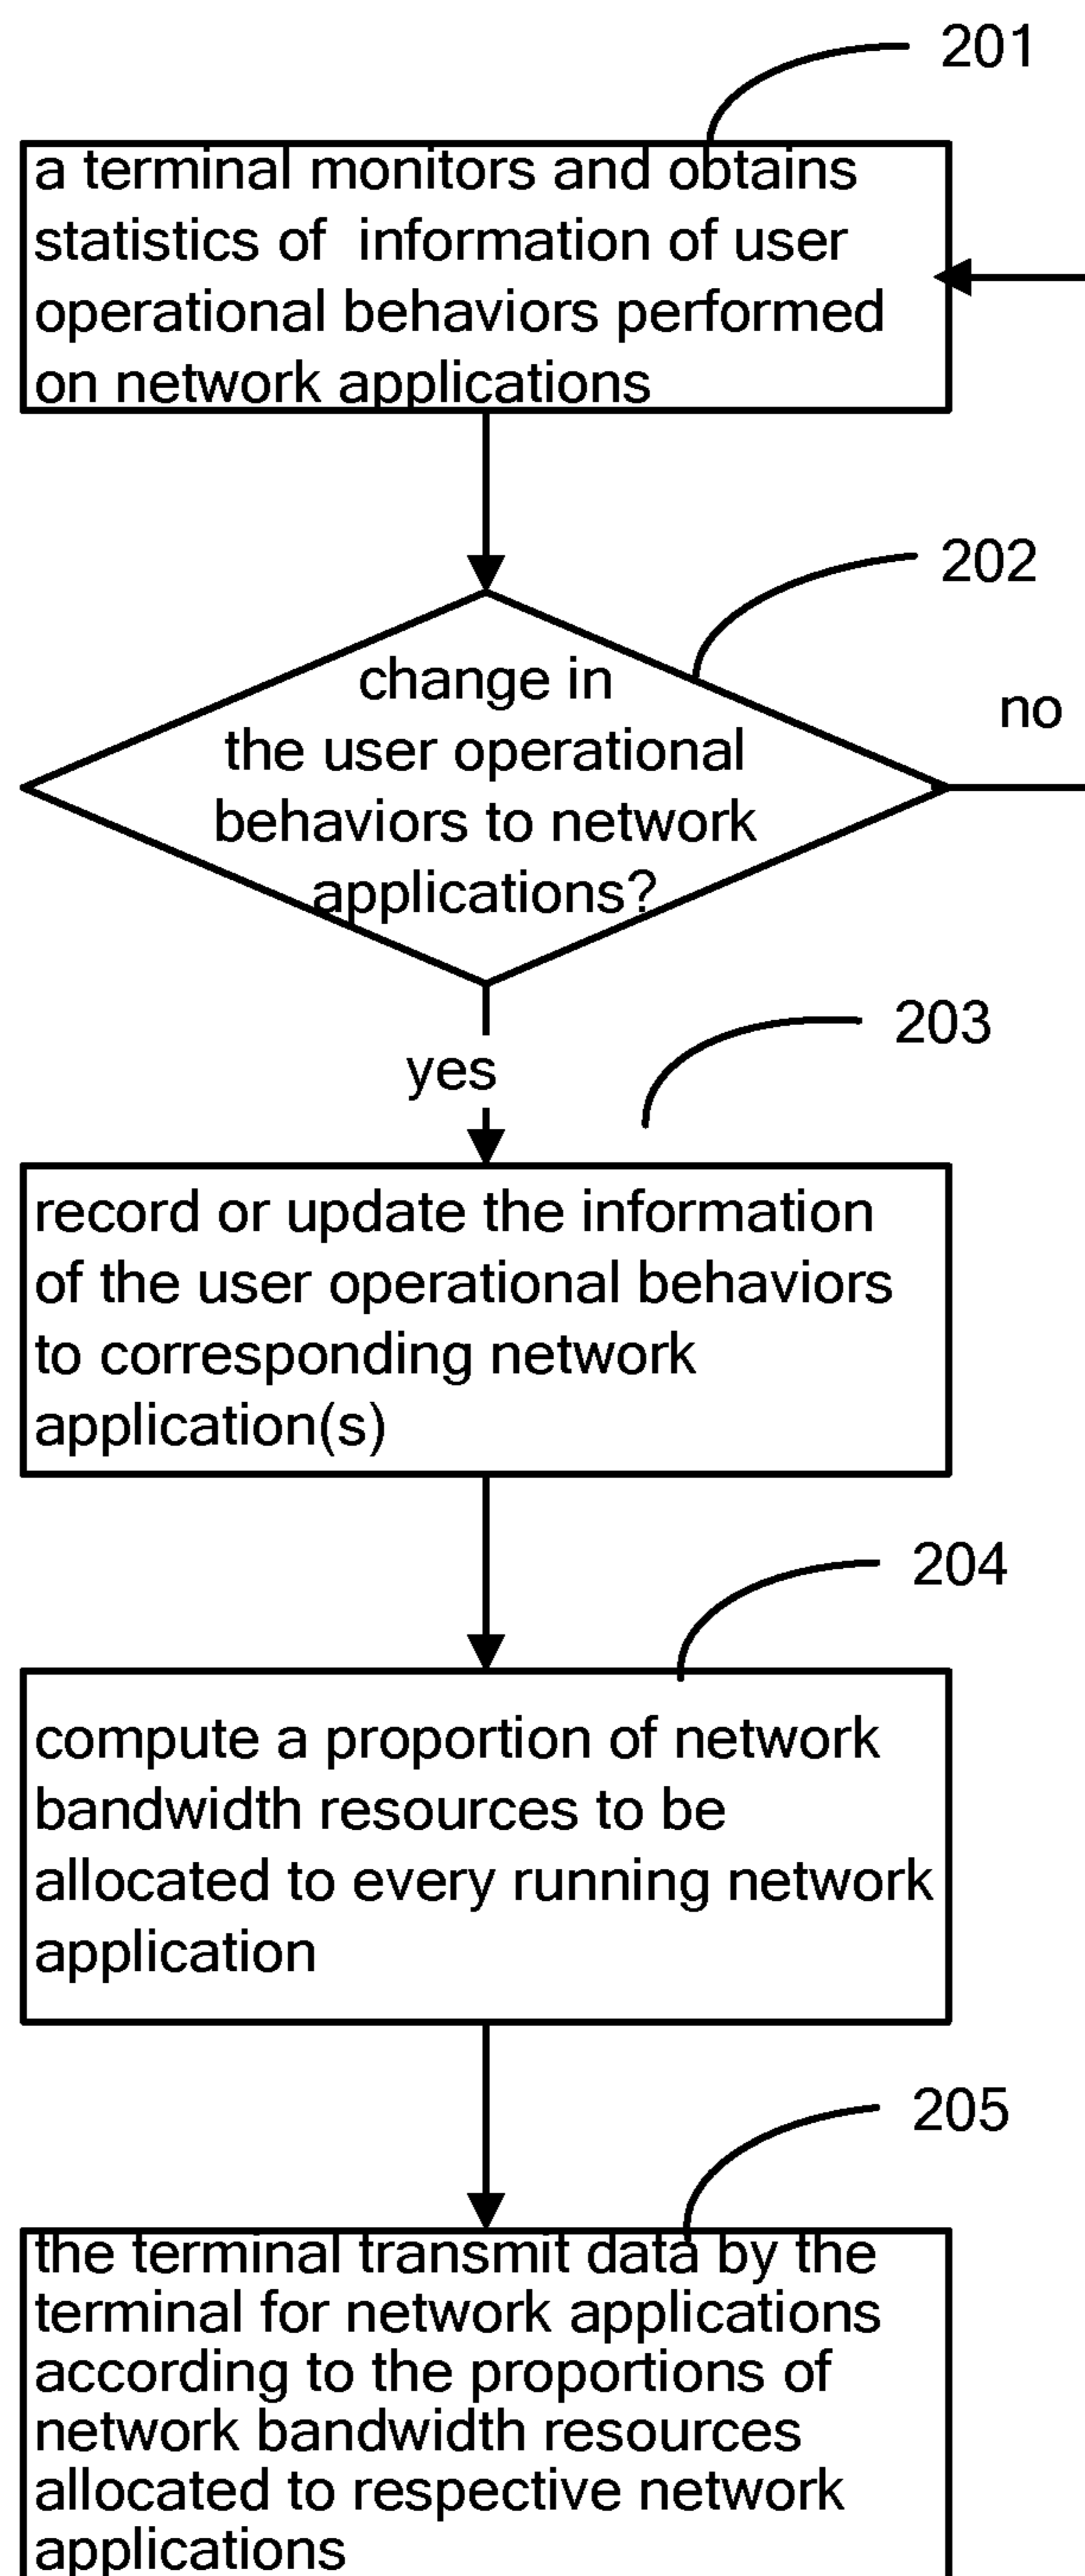 201
a terminal monitors and obtains
statistics of information of user
operational behaviors performed
on network applications
202
change in
the user operational
behaviors to network
applications?
no
yes
203
record or update the information
of the user operational behaviors
to corresponding network
application(s)
204
compute a proportion of network
bandwidth resources to be
allocated to every running network
application
205
the terminal transmit data by the
terminal for network applications
according to the proportions of
network bandwidth resources
allocated to respective network
applications